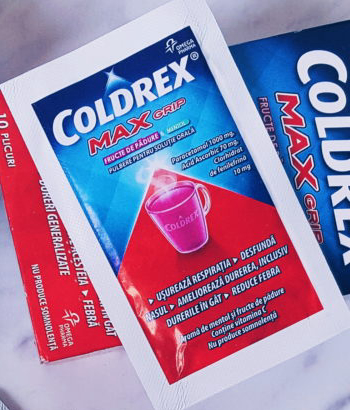 OMEGA
PHARMA
COLDREX®
MAX GRIP
FRUCTE DE PĂDURE MENTOL
PULBERE PENTRU SOLUȚIE ORALĂ
Paracetamol 1000 mg,
Acid Ascorbic 70 mg,
Clorhidrat
de fenilefrină
10 mg
COLDREX
▸ UȘUREAZĂ RESPIRAȚIA ▸ DESFUNDĂ
NASUL ▸ AMELIOREAZĂ DUREREA, INCLUSIV
DURERILE ÎN GÂT ▸ REDUCE FEBRA
Aromă de mentol și fructe de pădure
Conține vitamina C
Nu produce somnolență
10 PLICURI
DURERI GENERALIZATE
FEBRĂ
NU PRODUCE SOMNOLENȚĂ
OMEGA
PHARMA
COLDREX
MAX GRIP
FRUCTE DE